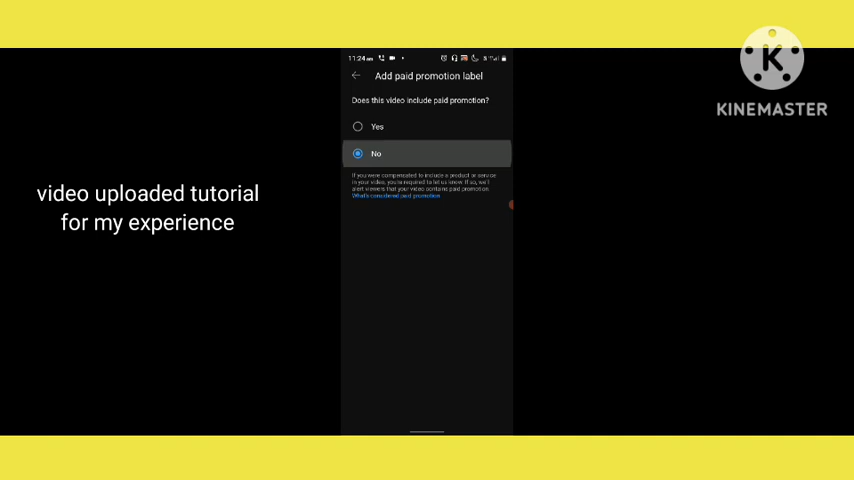 11:24am
Add paid promotion label
Does this video include paid promotion?
Yes
No
If you were compensated to include a product or service
in your video, you're required to let us know. If so, we'll
alert viewers that your video contains paid promotion.
What's considered paid promotion
video uploaded tutorial
for my experience
K
KINEMASTER